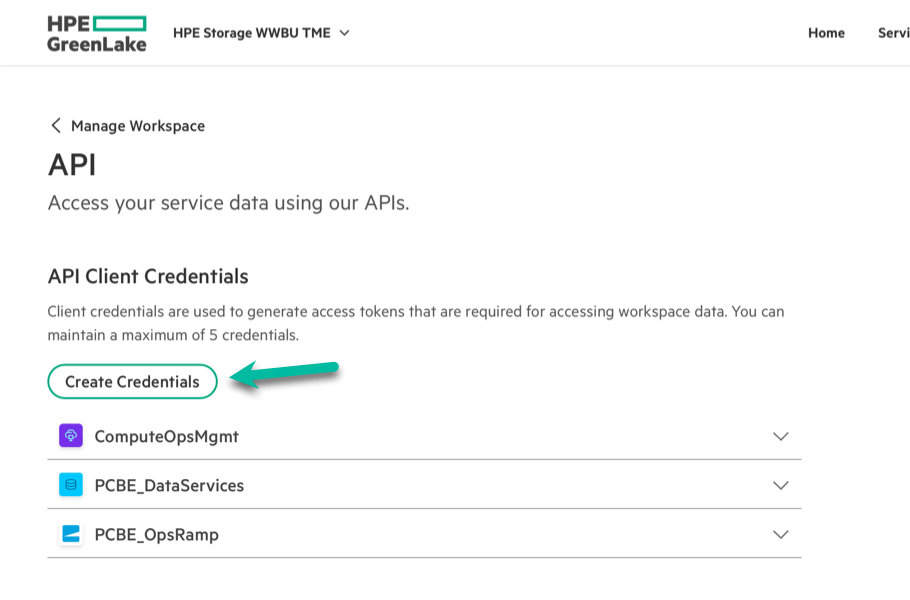 HPE
GreenLake
HPE Storage WWBU TME
Home
Servi
Manage Workspace
API
Access your service data using our APIs.
API Client Credentials
Client credentials are used to generate access tokens that are required for accessing workspace data. You can
maintain a maximum of 5 credentials.
Create Credentials
ComputeOpsMgmt
PCBE_DataServices
PCBE_OpsRamp